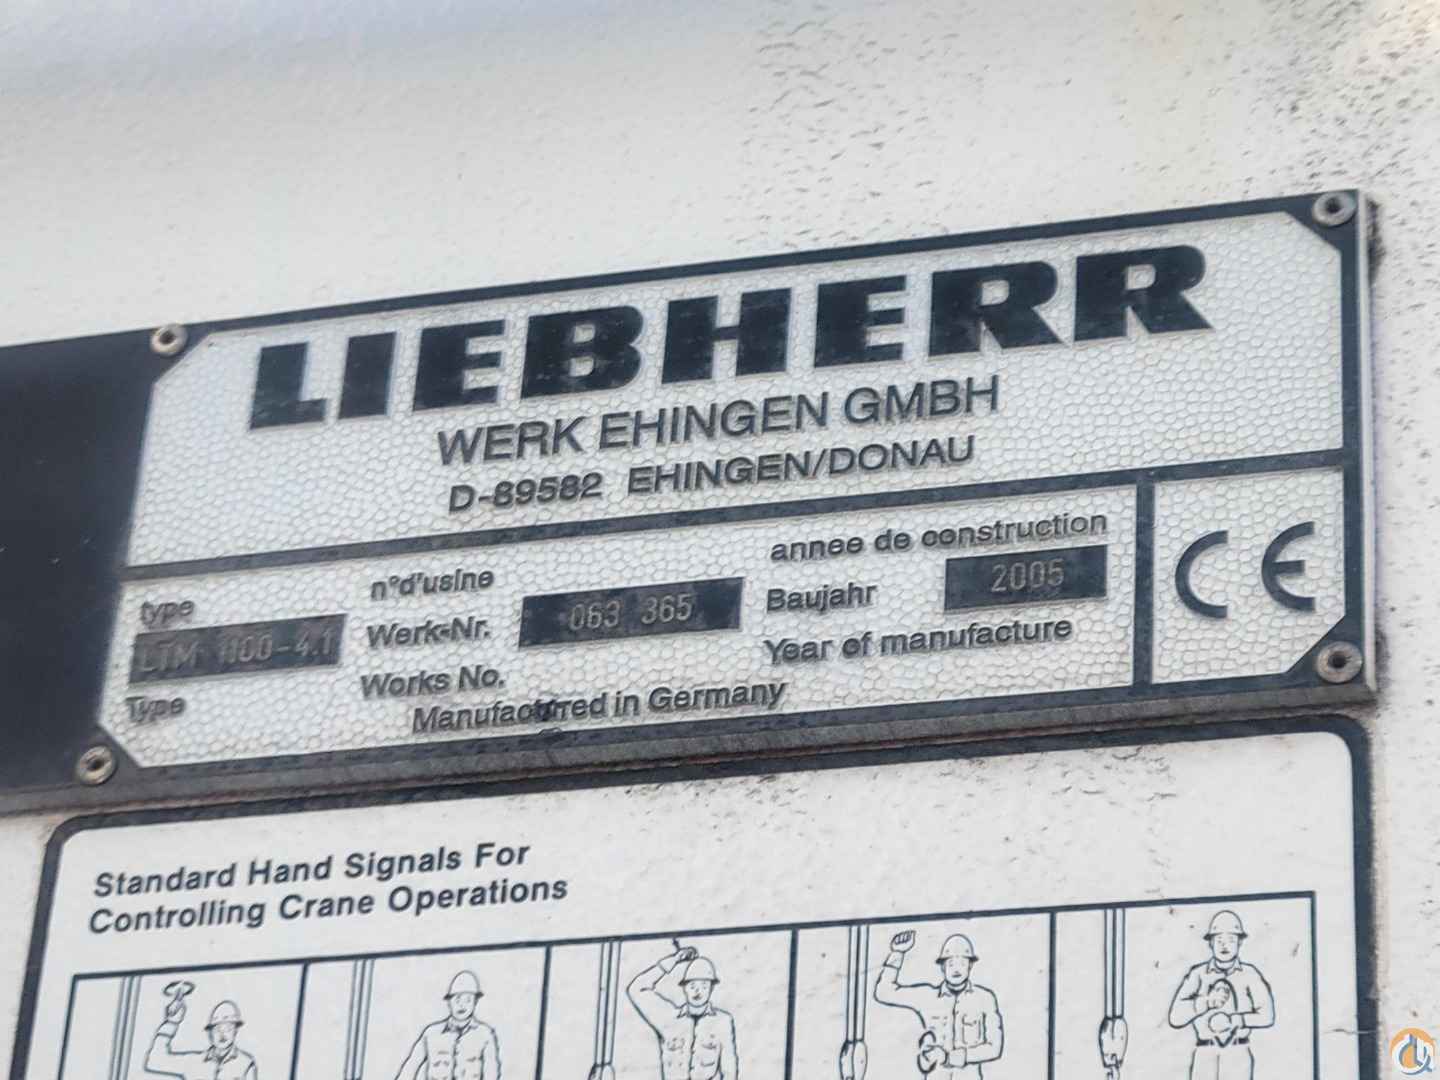 LIEBHERR
WERK EHINGEN GMBH
D-89582 EHINGEN/DONAU
type
LTM 1100-4.1
Type
n°d'usine
Werk-Nr. 063 365
Works No.
annee de construction
Baujahr 2005
Year of manufacture
Manufactured in Germany
CE
Standard Hand Signals For
Controlling Crane Operations